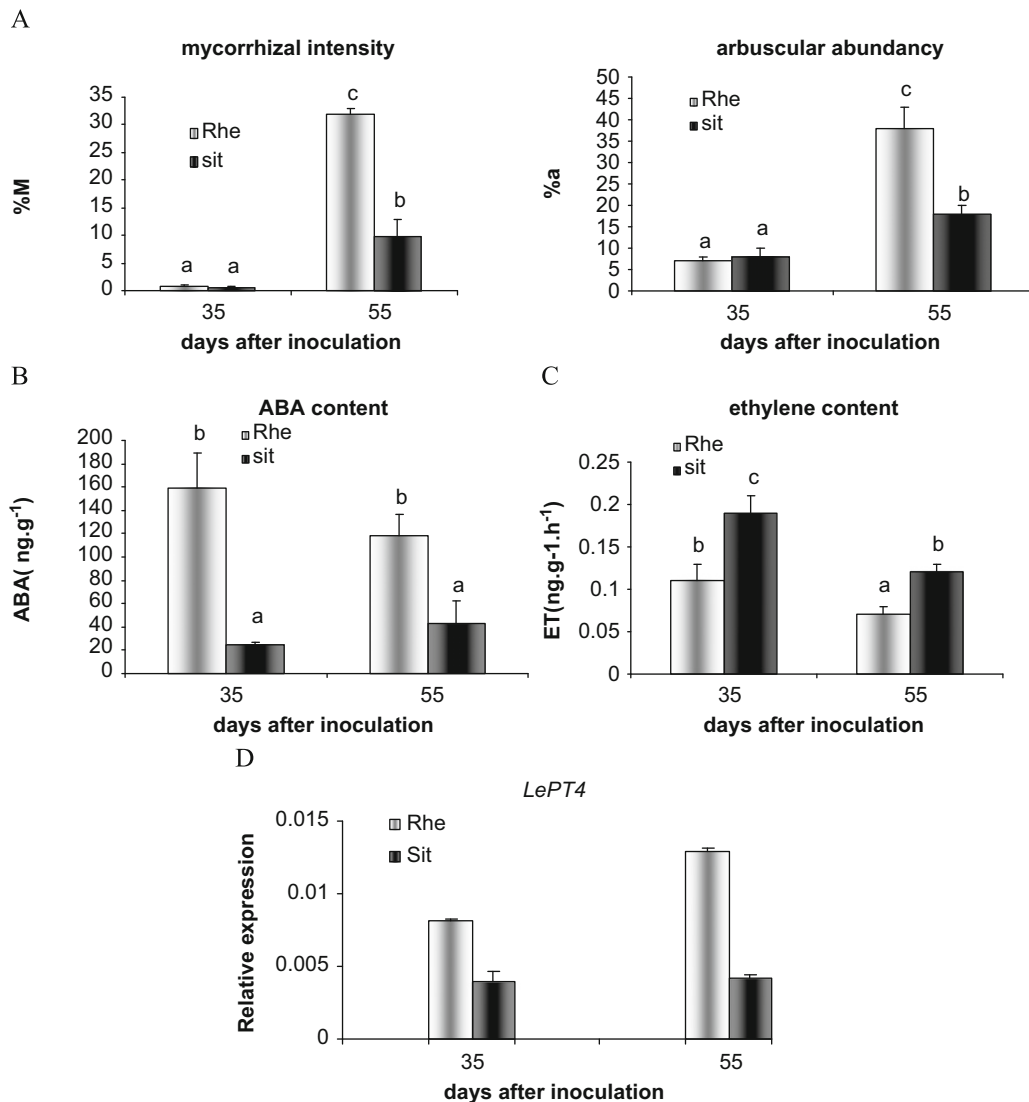 A
mycorrhizal intensity
35
30
25
20
15
10
5
0
%M
Rhe
sit
a
a
c
b
35
55
days after inoculation
arbuscular abundancy
50
45
40
35
30
25
20
15
10
5
0
%a
Rhe
sit
a
a
c
b
35
55
days after inoculation
B
ABA content
200
180
160
140
120
100
80
60
40
20
0
ABA( ng.g⁻¹)
Rhe
sit
b
a
b
a
35
55
days after inoculation
C
ethylene content
0.25
0.2
0.15
0.1
0.05
0
ET(ng.g-1.h⁻¹)
Rhe
sit
b
c
a
b
35
55
days after inoculation
D
LePT4
0.015
0.01
0.005
0
Relative expression
Rhe
Sit
35
55
days after inoculation